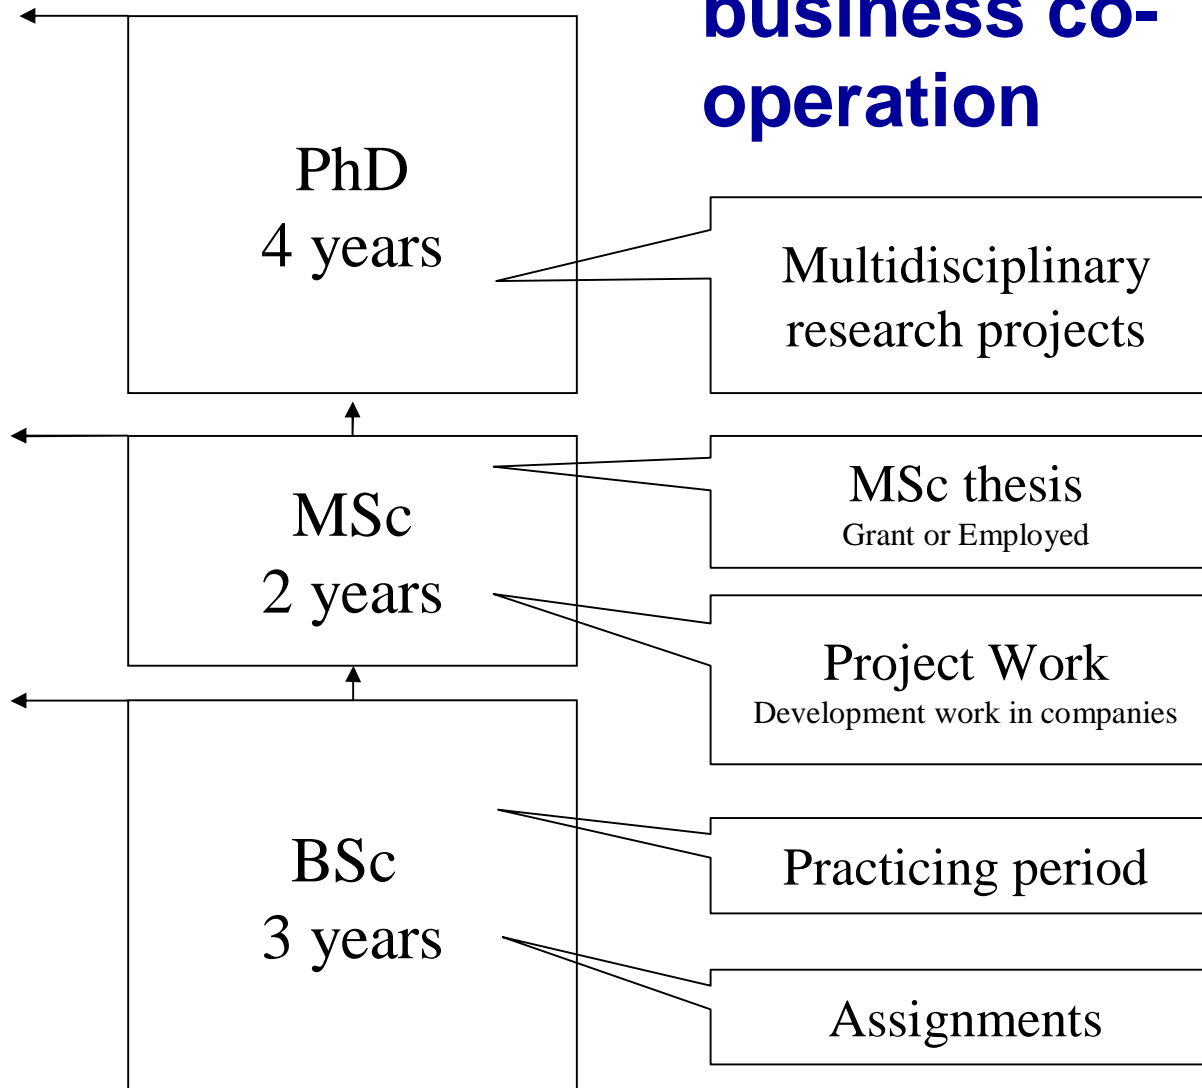 business co-
operation
PhD
4 years
Multidisciplinary
research projects
MSc
2 years
MSc thesis
Grant or Employed
Project Work
Development work in companies
BSc
3 years
Practicing period
Assignments